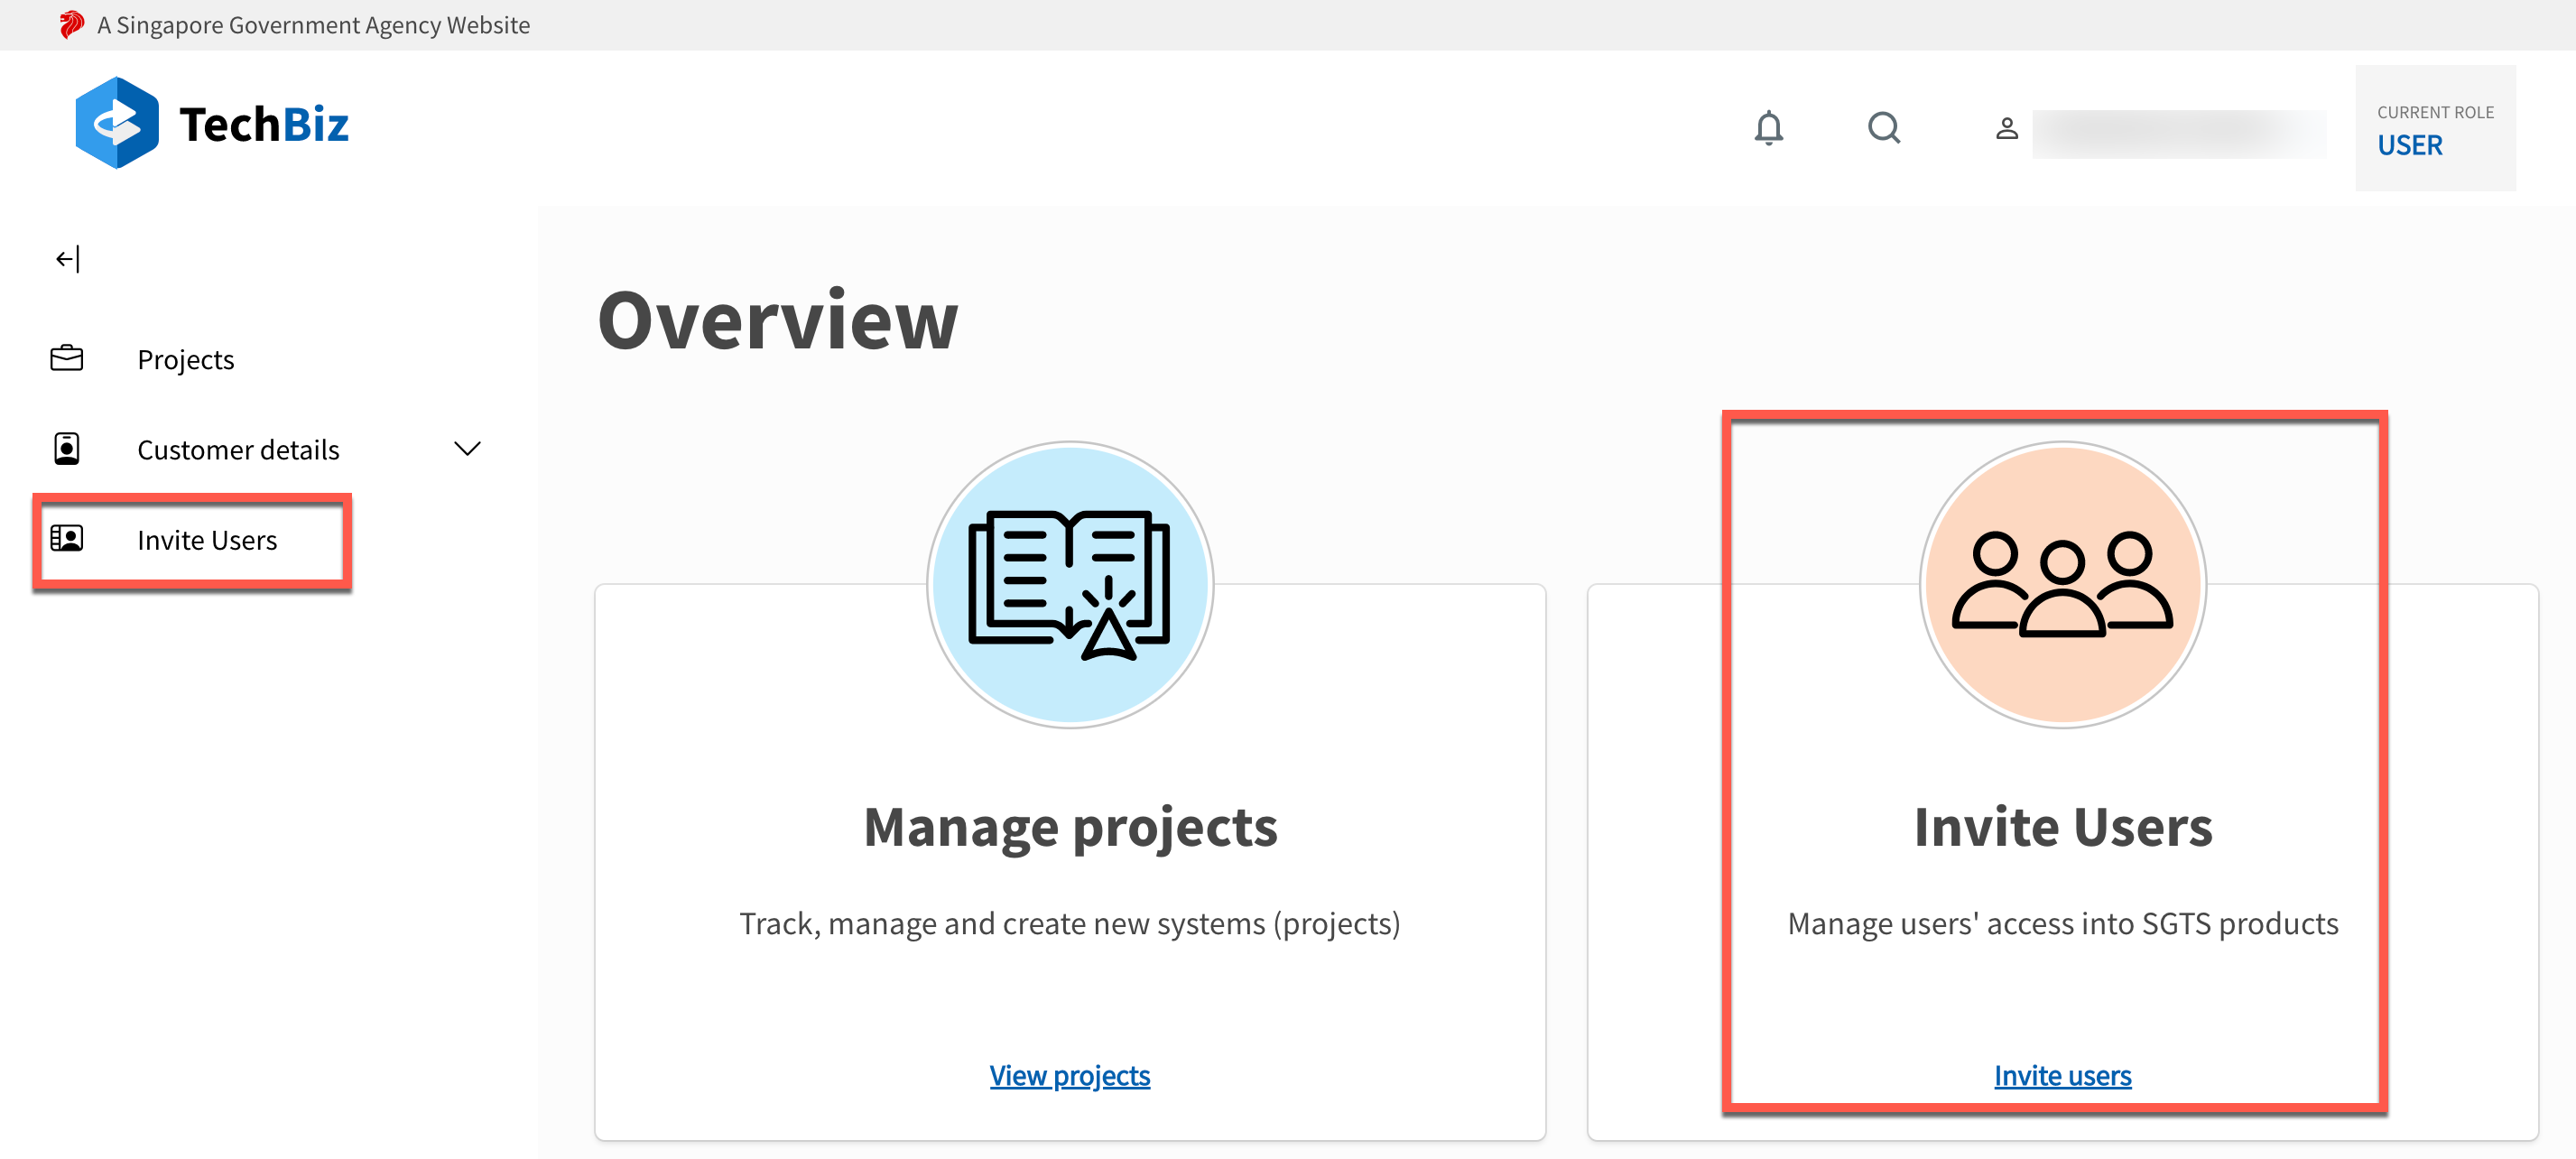 A Singapore Government Agency Website
TechBiz
CURRENT ROLE
USER
Projects
Customer details
Invite Users
Overview
Manage projects
Track, manage and create new systems (projects)
View projects
Invite Users
Manage users' access into SGTS products
Invite users